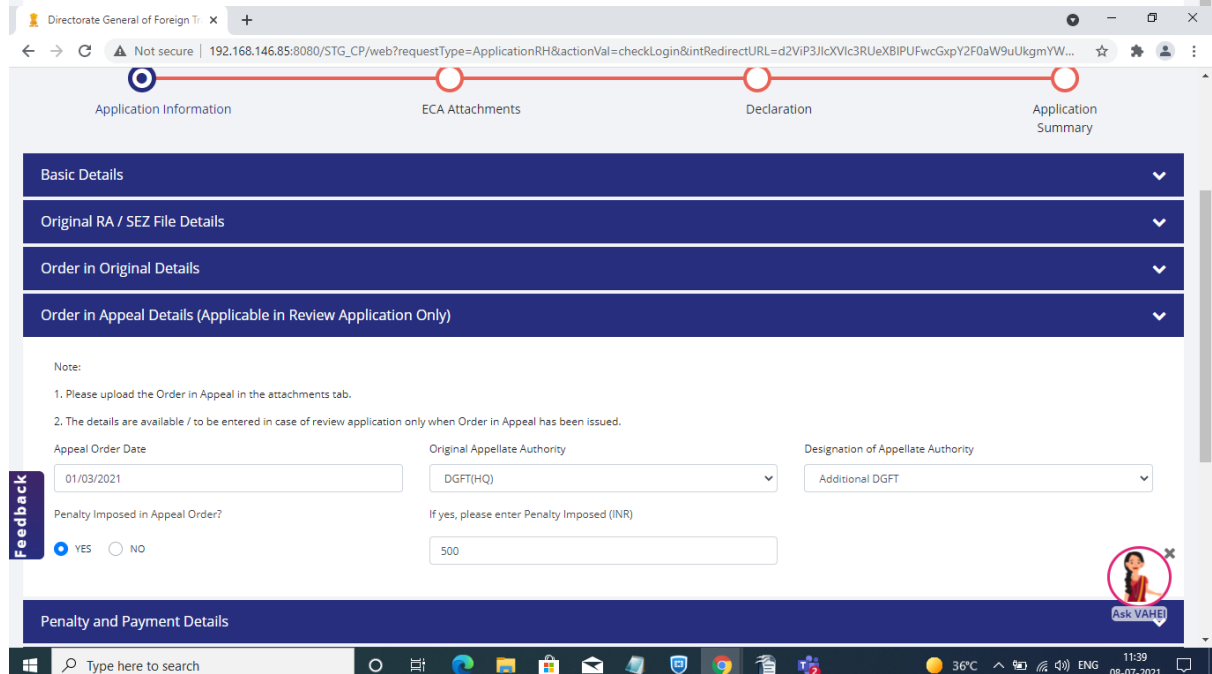 Directorate General of Foreign Tr
Not secure | 192.168.146.85:8080/STG_CP/web?requestType=ApplicationRH&actionVal=checkLogin&intRedirectURL=d2ViP3JlcXVlc3RUeXBlPUFwcGxpY2F0aW9uUkgmYW...
Application Information
ECA Attachments
Declaration
Application
Summary
Basic Details
Original RA / SEZ File Details
Order in Original Details
Order in Appeal Details (Applicable in Review Application Only)
Note:
1. Please upload the Order in Appeal in the attachments tab.
2. The details are available / to be entered in case of review application only when Order in Appeal has been issued.
Appeal Order Date
Original Appellate Authority
Designation of Appellate Authority
01/03/2021
DGFT(HQ)
Additional DGFT
Feedback
Penalty Imposed in Appeal Order?
If yes, please enter Penalty Imposed (INR)
YES
NO
500
Ask VAHEI
Penalty and Payment Details
Type here to search
36°C
ENG
11:39
08-07-2021